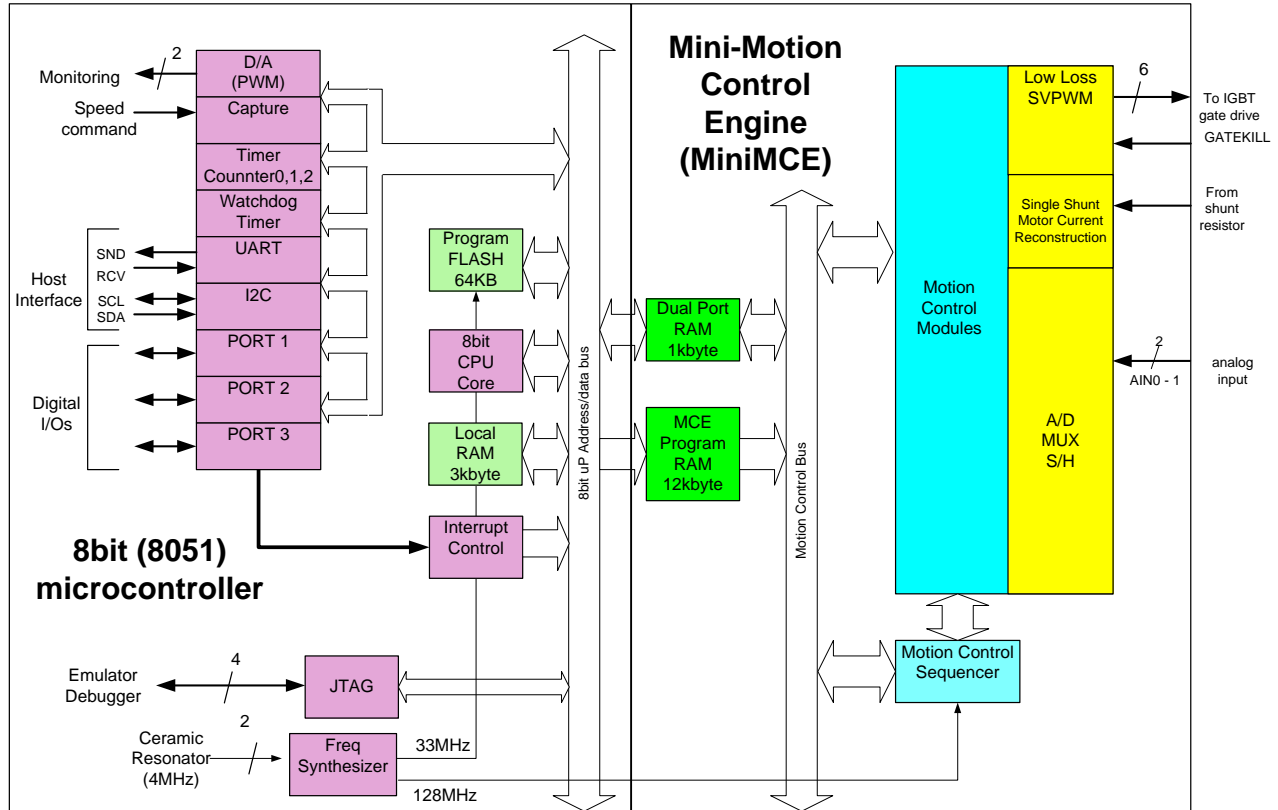 Mini-Motion
Control
Engine
(MiniMCE)
8bit (8051)
microcontroller
2
Monitoring
Speed
command
D/A
(PWM)
Capture
Timer
Counnter0,1,2
Watchdog
Timer
UART
I2C
PORT 1
PORT 2
PORT 3
Host
Interface
SND
RCV
SCL
SDA
Digital
I/Os
Program
FLASH
64KB
8bit
CPU
Core
Local
RAM
3kbyte
Interrupt
Control
Emulator
Debugger
4
JTAG
Ceramic
Resonator
(4MHz)
2
Freq
Synthesizer
33MHz
128MHz
8bit uP Address/data bus
Dual Port
RAM
1kbyte
MCE
Program
RAM
12kbyte
Motion Control Bus
Motion
Control
Modules
Low Loss
SVPWM
Single Shunt
Motor Current
Reconstruction
A/D
MUX
S/H
Motion Control
Sequencer
6
To IGBT
gate drive
GATEKILL
From
shunt
resistor
2
AIN0 - 1
analog
input